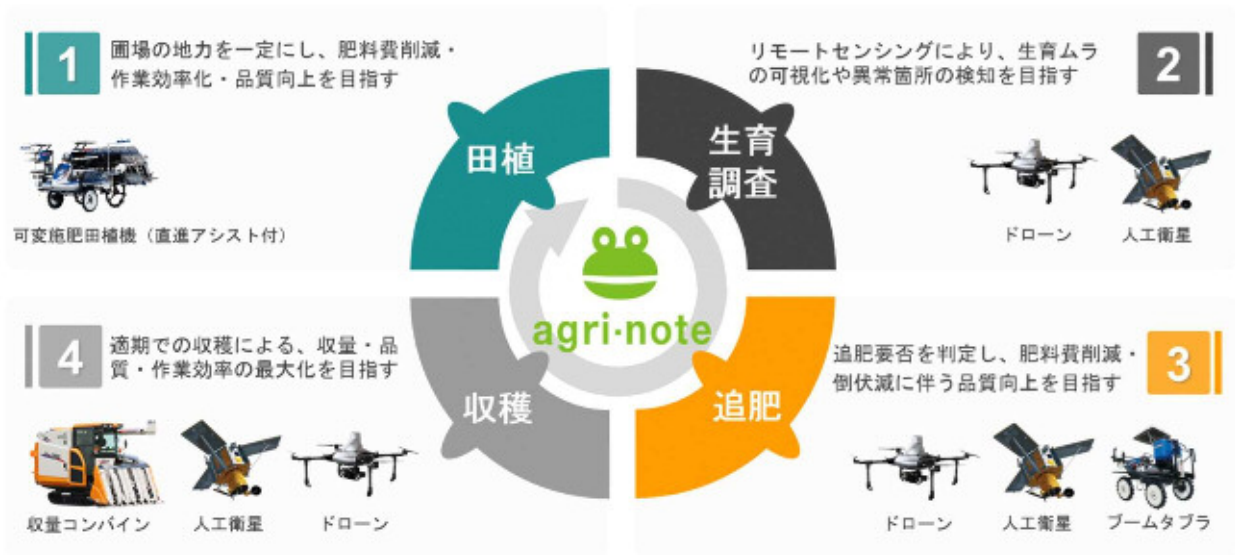 1
圃場の地力を一定にし、肥料費削減・
作業効率化・品質向上を目指す
可変施肥田植機（直進アシスト付）
田植
リモートセンシングにより、生育ムラ
の可視化や異常箇所の検知を目指す
2
生育
調査
ドローン
人工衛星
agri-note
4
適期での収穫による、収量・品
質・作業効率の最大化を目指す
収穫
収量コンバイン
人工衛星
ドローン
追肥要否を判定し、肥料費削減・
倒伏減に伴う品質向上を目指す
3
追肥
ドローン
人工衛星
ブームタブラ